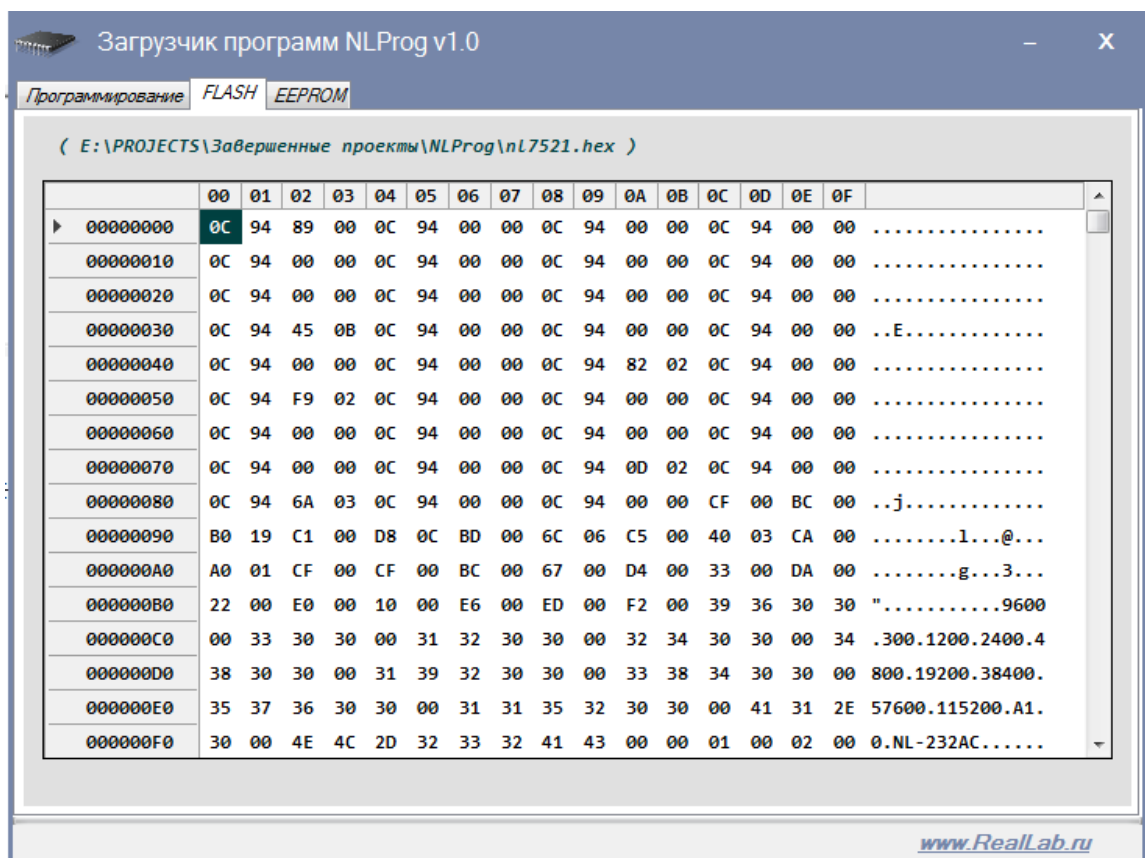 Загрузчик программ NLProg v1.0
Программирование FLASH EEPROM
( E:\PROJECTS\Завершенные проекты\NLProg\nl7521.hex )
00 01 02 03 04 05 06 07 08 09 0A 0B 0C 0D 0E 0F
00000000 0C 94 89 00 0C 94 00 00 0C 94 00 00 0C 94 00 00 ................
00000010 0C 94 00 00 0C 94 00 00 0C 94 00 00 0C 94 00 00 ................
00000020 0C 94 00 00 0C 94 00 00 0C 94 00 00 0C 94 00 00 ................
00000030 0C 94 45 0B 0C 94 00 00 0C 94 00 00 0C 94 00 00 ..E.............
00000040 0C 94 00 00 0C 94 00 00 0C 94 82 02 0C 94 00 00 ................
00000050 0C 94 F9 02 0C 94 00 00 0C 94 00 00 0C 94 00 00 ................
00000060 0C 94 00 00 0C 94 00 00 0C 94 00 00 0C 94 00 00 ................
00000070 0C 94 00 00 0C 94 00 00 0C 94 0D 02 0C 94 00 00 ................
00000080 0C 94 6A 03 0C 94 00 00 0C 94 00 00 CF 00 BC 00 ..j.............
00000090 B0 19 C1 00 D8 0C BD 00 6C 06 C5 00 40 03 CA 00 ........l...@...
000000A0 A0 01 CF 00 CF 00 BC 00 67 00 D4 00 33 00 DA 00 ........g...3...
000000B0 22 00 E0 00 10 00 E6 00 ED 00 F2 00 39 36 30 30 "...........9600
000000C0 00 33 30 30 00 31 32 30 30 00 32 34 30 30 00 34 .300.1200.2400.4
000000D0 38 30 30 00 31 39 32 30 30 00 33 38 34 30 30 00 800.19200.38400.
000000E0 35 37 36 30 30 00 31 31 35 32 30 30 00 41 31 2E 57600.115200.A1.
000000F0 30 00 4E 4C 2D 32 33 32 41 43 00 00 01 00 02 00 0.NL-232AC......
www.RealLab.ru